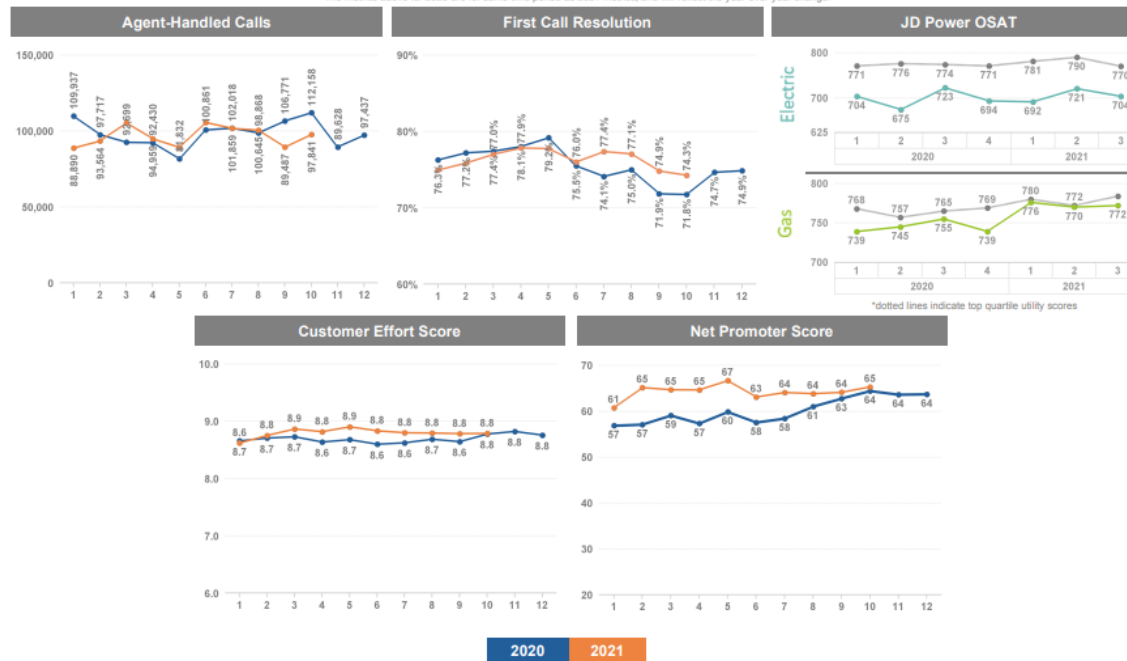 Agent-Handled Calls
150,000
100,000
50,000
0
109,937
97,717
92,430
81,832
100,861
102,018
98,868
106,771
112,158
89,628
97,437
88,890
93,564
94,959
101,859
100,645
89,487
97,841
1 2 3 4 5 6 7 8 9 10 11 12
First Call Resolution
90%
80%
70%
60%
77.0%
77.9%
76.0%
77.4%
77.1%
74.9%
74.3%
76.3%
77.2%
77.4%
78.1%
79.2%
75.5%
74.1%
75.0%
71.9%
71.8%
74.7%
74.9%
1 2 3 4 5 6 7 8 9 10 11 12
JD Power OSAT
Electric
800
700
625
771 776 774 771 781 790 770
704 675 723 694 692 721 704
1 2 3 4 1 2 3
2020 2021
Gas
800
750
700
768 757 765 769 780 772
739 745 755 739 776 770 772
1 2 3 4 1 2 3
2020 2021
*dotted lines indicate top quartile utility scores
Customer Effort Score
10.0
9.0
8.0
7.0
6.0
8.6 8.8 8.9 8.8 8.9 8.8 8.8 8.8 8.8 8.8
8.7 8.7 8.7 8.6 8.7 8.6 8.6 8.7 8.6 8.8 8.8 8.8
1 2 3 4 5 6 7 8 9 10 11 12
Net Promoter Score
70
60
50
40
30
20
61 65 65 65 67 63 64 64 64 65
57 57 59 57 60 58 58 61 63 64 64 64
1 2 3 4 5 6 7 8 9 10 11 12
2020 2021